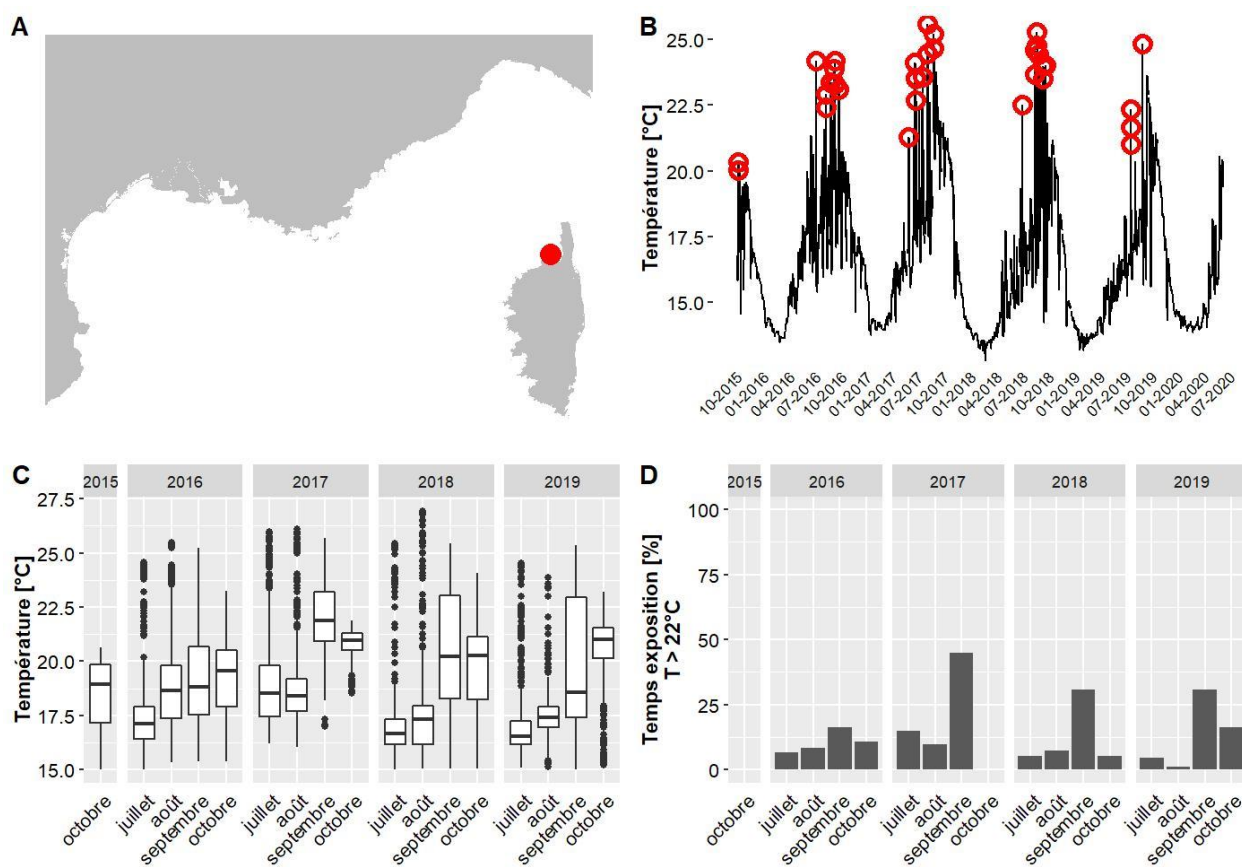 A
B
Température [°C]
25.0
22.5
20.0
17.5
15.0
10-2015
01-2016
04-2016
07-2016
10-2016
01-2017
04-2017
07-2017
10-2017
01-2018
04-2018
07-2018
10-2018
01-2019
04-2019
07-2019
10-2019
01-2020
04-2020
07-2020
C
2015 2016 2017 2018 2019
Température [°C]
27.5
25.0
22.5
20.0
17.5
15.0
octobre
juillet
août
septembre
octobre
juillet
août
septembre
octobre
juillet
août
septembre
octobre
juillet
août
septembre
octobre
D
2015 2016 2017 2018 2019
Temps exposition [%]
T > 22°C
100
75
50
25
0
octobre
juillet
août
septembre
octobre
juillet
août
septembre
octobre
juillet
août
septembre
octobre
juillet
août
septembre
octobre